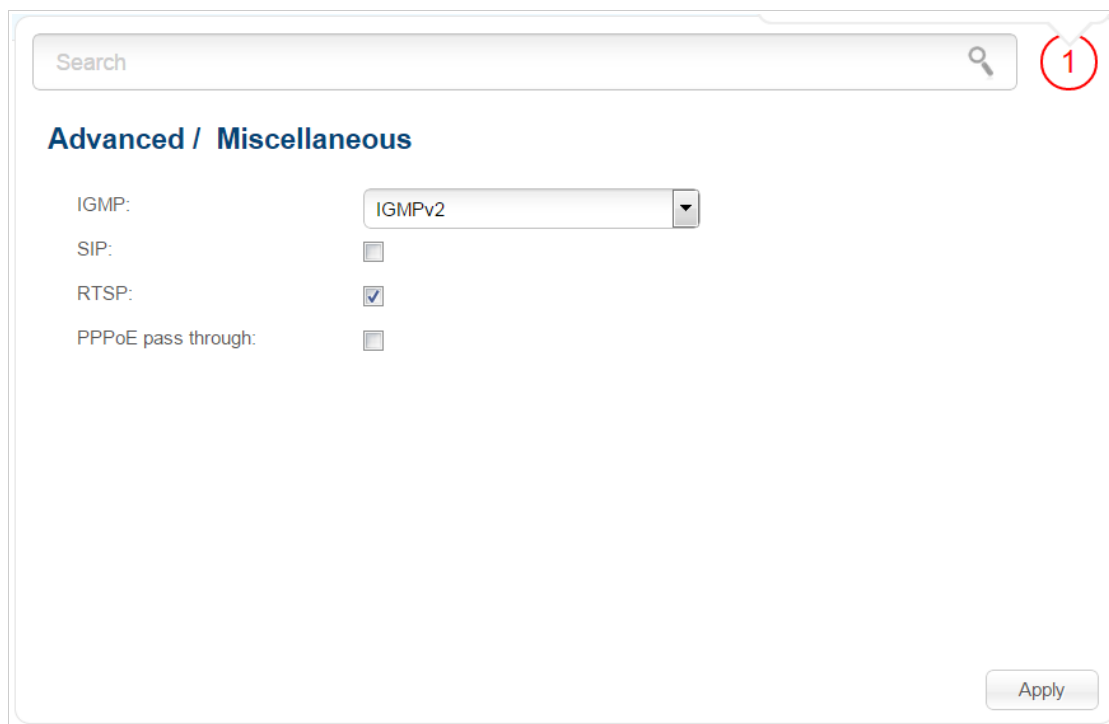 Search
1
Advanced / Miscellaneous
IGMP: IGMPv2
SIP:
RTSP:
PPPoE pass through:
Apply